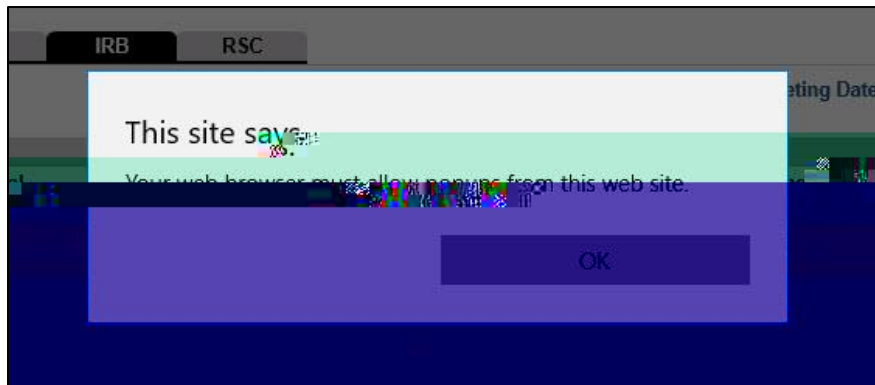 IRB RSC
eting Date
This site says
Your web browser must allow popups from this web site.
OK